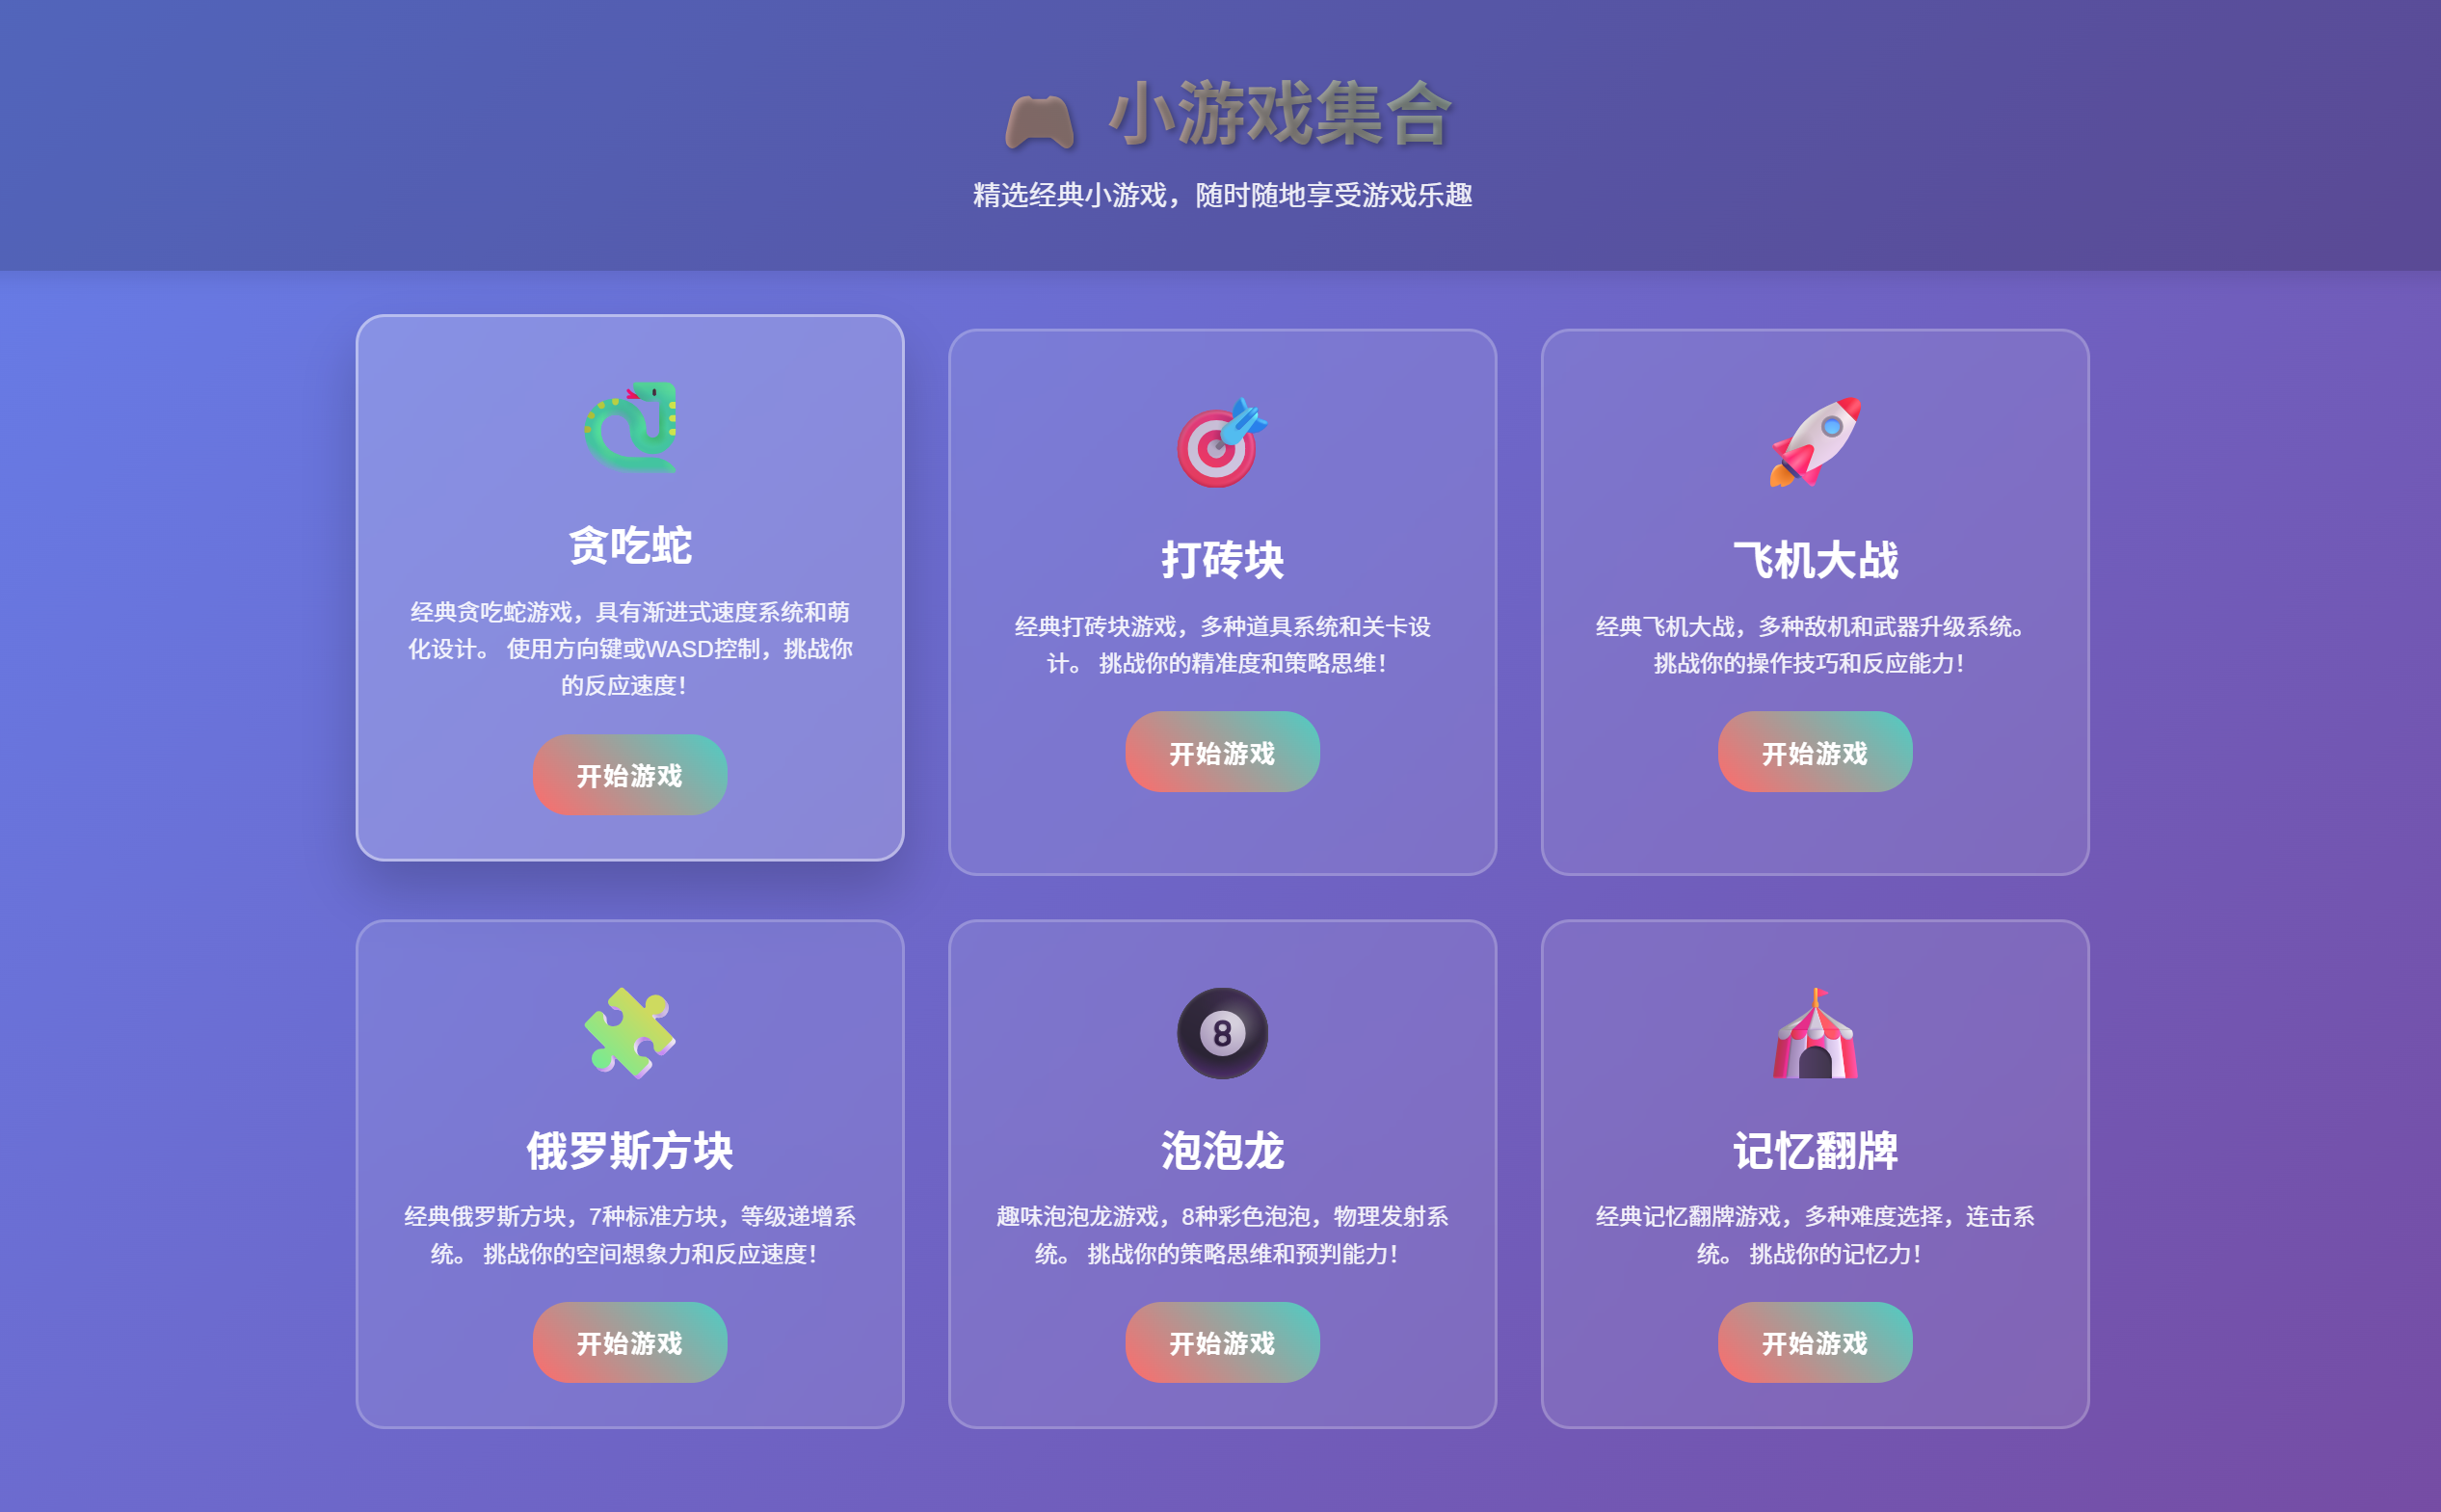 小游戏集合
精选经典小游戏，随时随地享受游戏乐趣
贪吃蛇
经典贪吃蛇游戏，具有渐进式速度系统和萌
化设计。 使用方向键或WASD控制，挑战你
的反应速度！
开始游戏
打砖块
经典打砖块游戏，多种道具系统和关卡设
计。 挑战你的精准度和策略思维！
开始游戏
飞机大战
经典飞机大战，多种敌机和武器升级系统。
挑战你的操作技巧和反应能力！
开始游戏
俄罗斯方块
经典俄罗斯方块，7种标准方块，等级递增系
统。 挑战你的空间想象力和反应速度！
开始游戏
8
泡泡龙
趣味泡泡龙游戏，8种彩色泡泡，物理发射系
统。 挑战你的策略思维和预判能力！
开始游戏
记忆翻牌
经典记忆翻牌游戏，多种难度选择，连击系
统。 挑战你的记忆力！
开始游戏